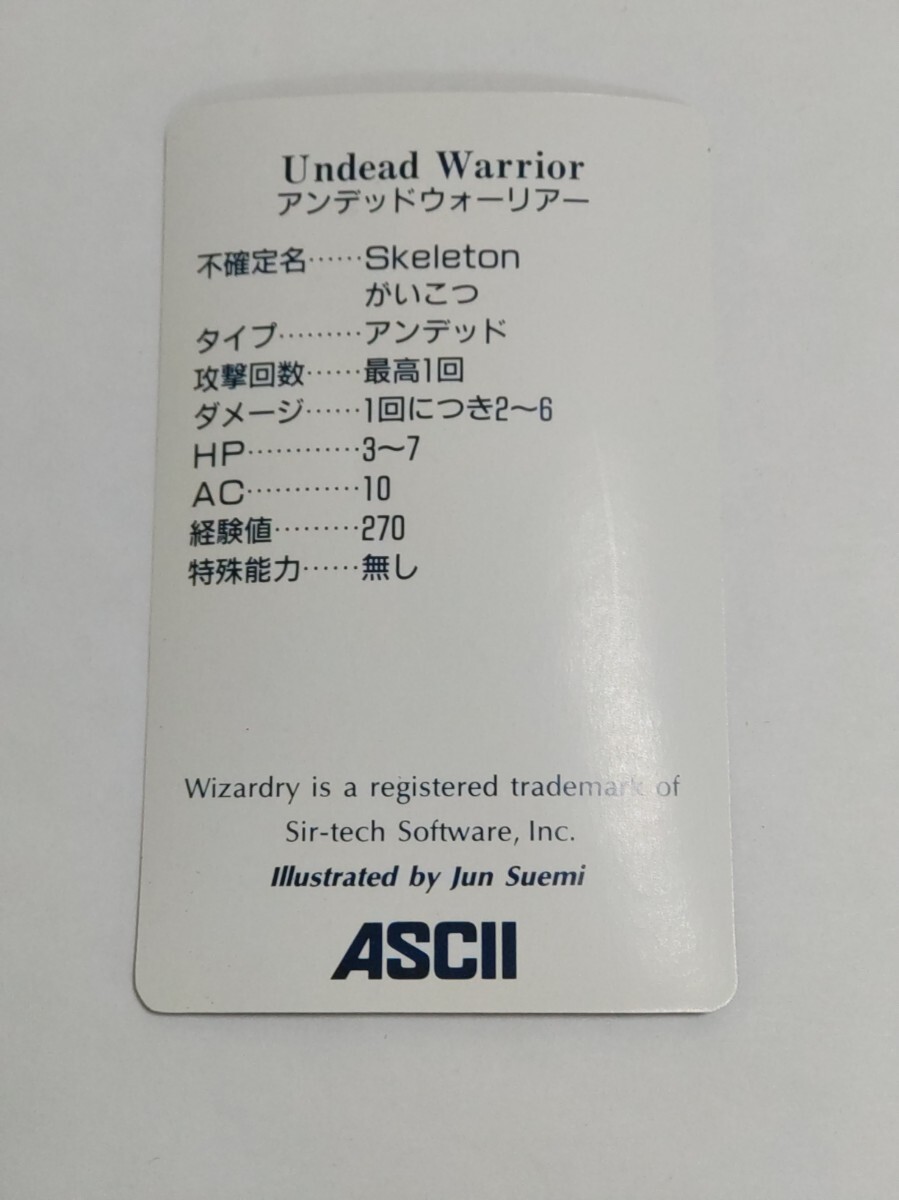 Undead Warrior
アンデッドウォーリアー
不確定名……Skeleton
がいこつ
タイプ………アンデッド
攻撃回数……最高1回
ダメージ……1回につき2〜6
HP…………3〜7
AC…………10
経験値………270
特殊能力……無し
Wizardry is a registered trademark of
Sir-tech Software, Inc.
Illustrated by Jun Suemi
ASCII